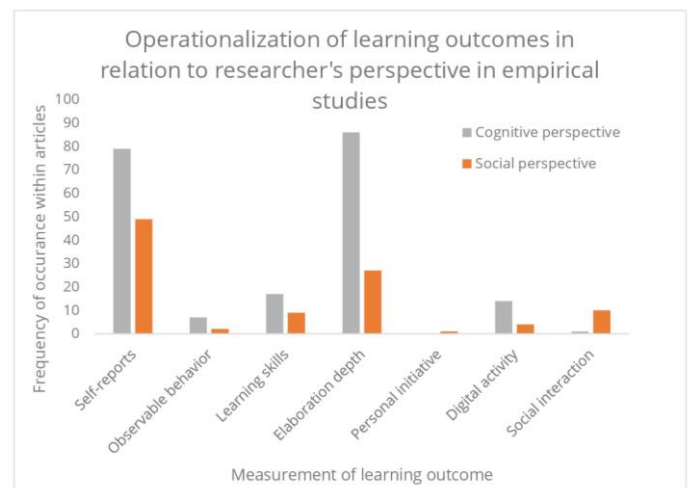 Operationalization of learning outcomes in
relation to researcher's perspective in empirical
studies
Frequency of occurance within articles
100
90
80
70
60
50
40
30
20
10
0
Cognitive perspective
Social perspective
Self-reports
Observable behavior
Learning skills
Elaboration depth
Personal initiative
Digital activity
Social interaction
Measurement of learning outcome